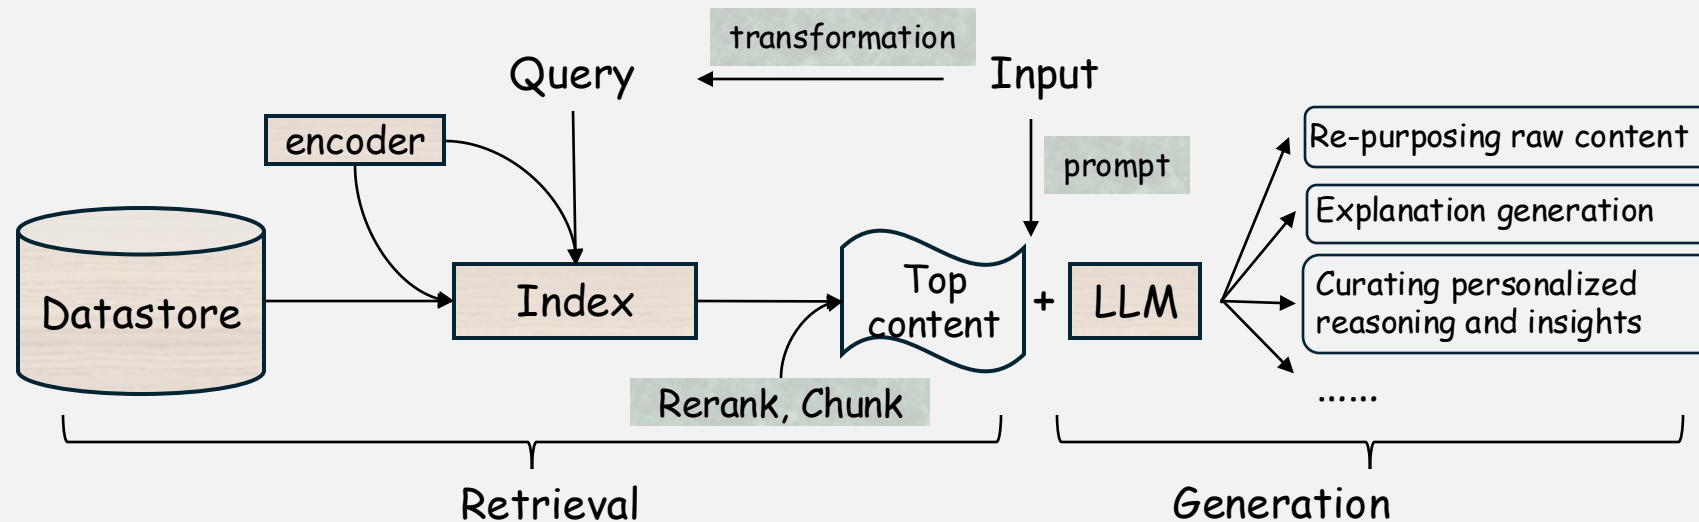 transformation
Query
Input
encoder
prompt
Re-purposing raw content
Explanation generation
Datastore
Index
Top
content
+
LLM
Curating personalized
reasoning and insights
Rerank, Chunk
......
Retrieval
Generation